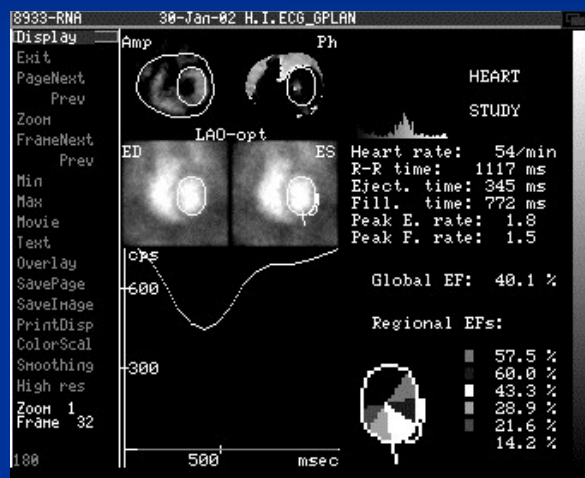 8933-RNA 30-Jan-02 H.I.ECG_GPLAN
Display
Exit
PageNext
Prev
Zoom
FrameNext
Prev
Min
Max
Movie
Text
Overlay
SavePage
SaveImage
PrintDisp
ColorScal
Smoothing
High res
Zoom 1
Frame 32
180
Amp Ph
LAO-opt
ED ES
cps
600
300
500 msec
HEART
STUDY
Heart rate: 54/min
R-R time: 1117 ms
Eject. time: 345 ms
Fill. time: 772 ms
Peak E. rate: 1.8
Peak F. rate: 1.5
Global EF: 40.1 %
Regional EFs:
57.5 %
60.0 %
43.3 %
28.9 %
21.6 %
14.2 %